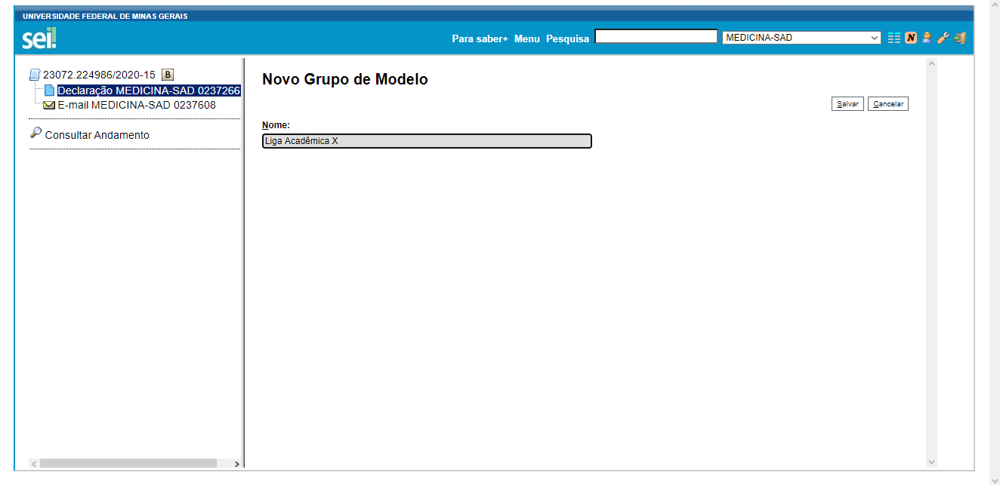 UNIVERSIDADE FEDERAL DE MINAS GERAIS
sei!
Para saber+ Menu Pesquisa MEDICINA-SAD N
23072.224986/2020-15 B
Declaração MEDICINA-SAD 0237266
E-mail MEDICINA-SAD 0237608
Consultar Andamento
Novo Grupo de Modelo
Salvar Cancelar
Nome:
Liga Acadêmica X